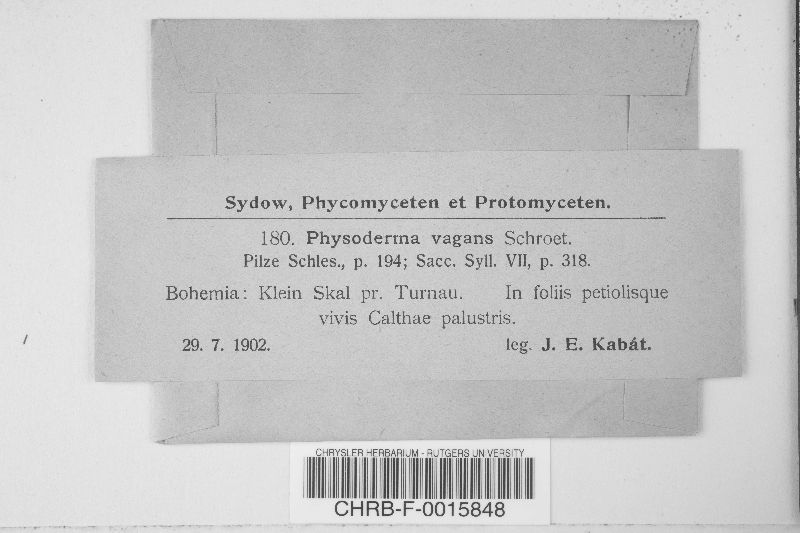 Sydow, Phycomyceten et Protomyceten.
180. Physoderma vagans Schroet.
Pilze Schles., p. 194; Sacc. Syll. VII, p. 318.
Bohemia: Klein Skal pr. Turnau. In foliis petiolisque
vivis Calthae palustris.
29. 7. 1902. leg. J. E. Kabát.
CHRYSLER HERBARIUM - RUTGERS UNIVERSITY
CHRB-F-0015848